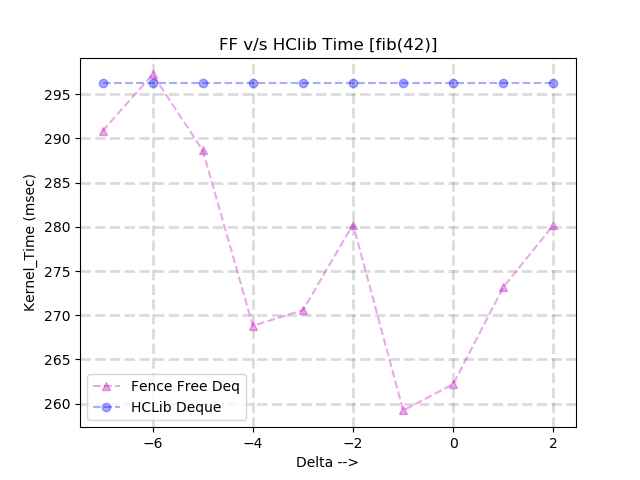 FF v/s HClib Time [fib(42)]
Kernel_Time (msec)
295
290
285
280
275
270
265
260
Fence Free Deq
HCLib Deque
−6
−4
−2
0
2
Delta -->